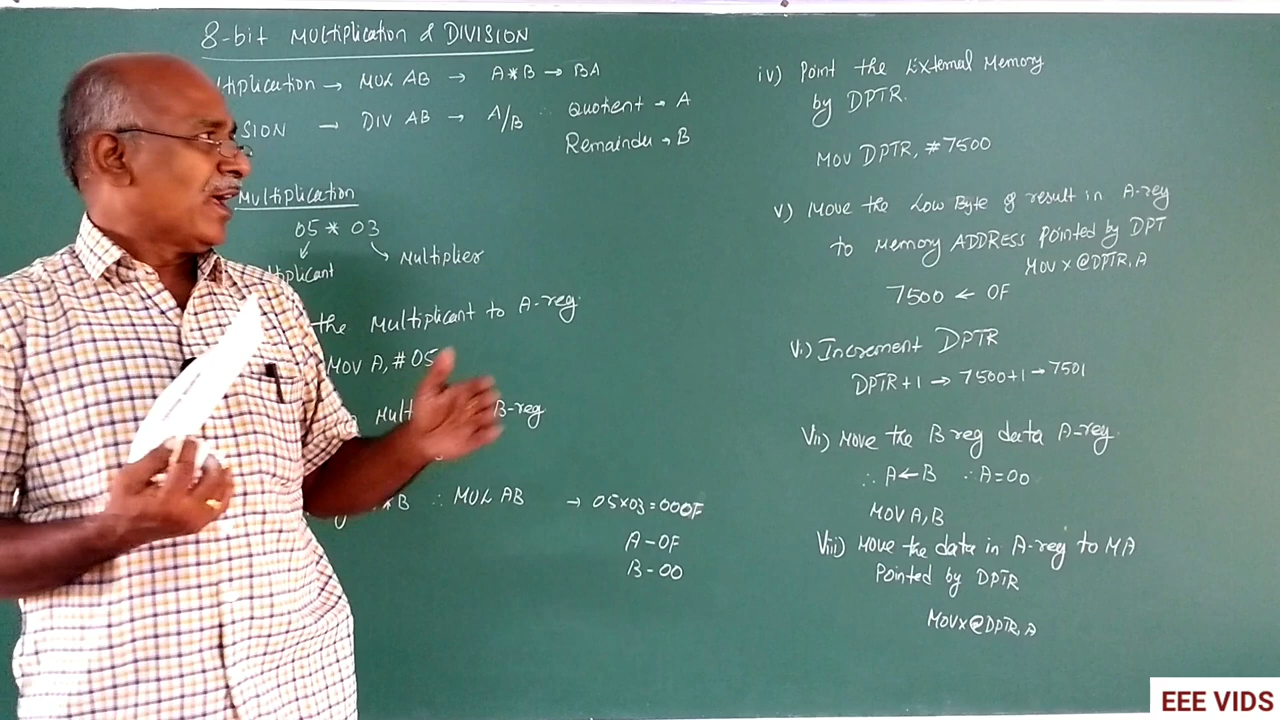 8-bit Multiplication & DIVISION
ltiplication → MUL AB → A*B → BA
SION → DIV AB → A/B ∴ Quotient → A
Remainder → B
Multiplication
05 * 03
Multiplier
iplicant
the Multiplicant to A-reg.
MOV A, #05
Mult B-reg
*B ∴ MUL AB → 05×03=000F
A-0F
B-00
iv) Point the External Memory
by DPTR.
MOV DPTR, #7500
v) Move the Low Byte of result in A-reg
to Memory ADDRESS Pointed by DPT
MOVX@DPTR,A
7500 ← 0F
vi) Increment DPTR
DPTR+1 → 7500+1→7501
vii) Move the B reg data A-reg.
∴ A←B ∴ A=00
MOV A,B
viii) Move the data in A-reg to MA
Pointed by DPTR
MOVX@DPTR,A
EEE VIDS